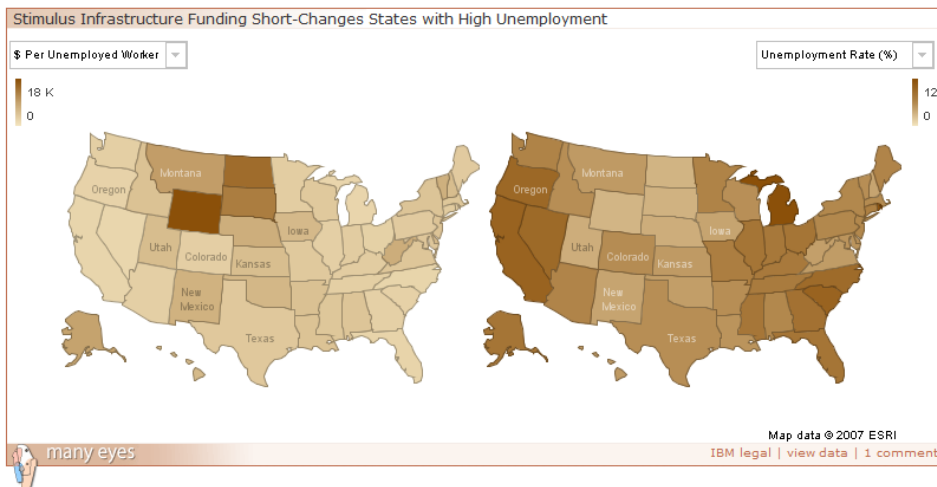 Stimulus Infrastructure Funding Short-Changes States with High Unemployment
$ Per Unemployed Worker
Unemployment Rate (%)
18 K
0
12
0
Montana
Oregon
Iowa
Utah
Colorado
Kansas
New
Mexico
Texas
Montana
Oregon
Iowa
Utah
Colorado
Kansas
New
Mexico
Texas
Map data © 2007 ESRI
many eyes
IBM legal | view data | 1 comment